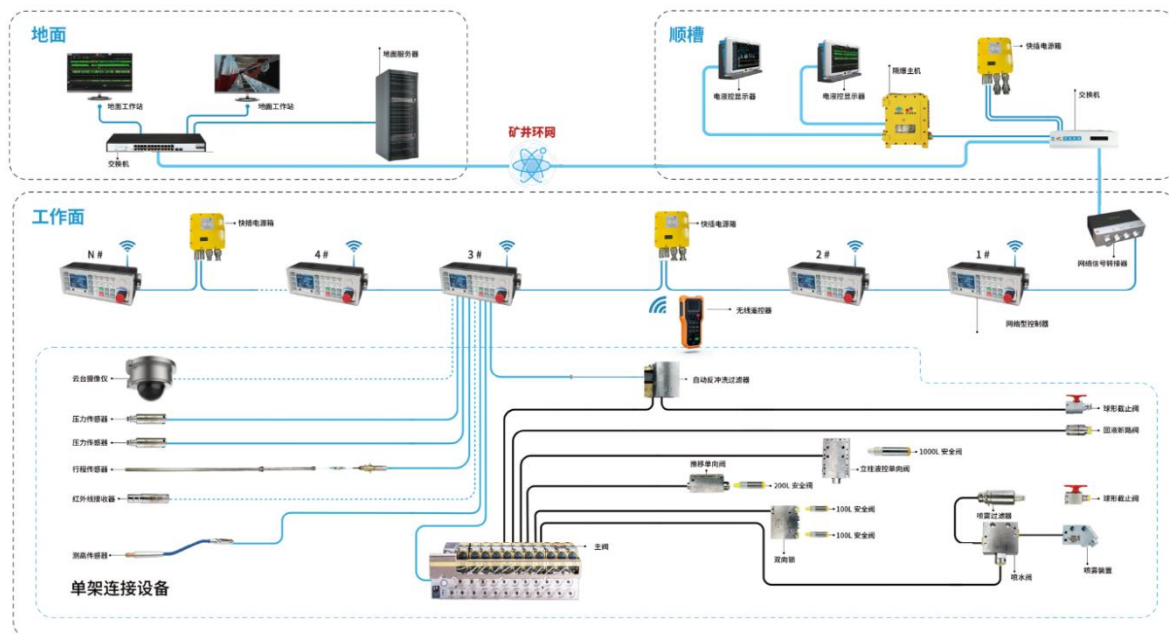 地面
地面工作站
地面工作站
地面服务器
交换机
矿井环网
顺槽
电液控显示器
电液控显示器
隔爆主机
快插电源箱
交换机
工作面
N #
快插电源箱
4 #
3 #
快插电源箱
2 #
1 #
网络信号转接器
无线遥控器
网络型控制器
云台摄像仪
自动反冲洗过滤器
压力传感器
球形截止阀
压力传感器
回液断路阀
行程传感器
推移单向阀
立柱液控单向阀
1000L 安全阀
200L 安全阀
红外线接收器
100L 安全阀
喷雾过滤器
球形截止阀
100L 安全阀
测高传感器
主阀
双向锁
喷水阀
喷雾装置
单架连接设备